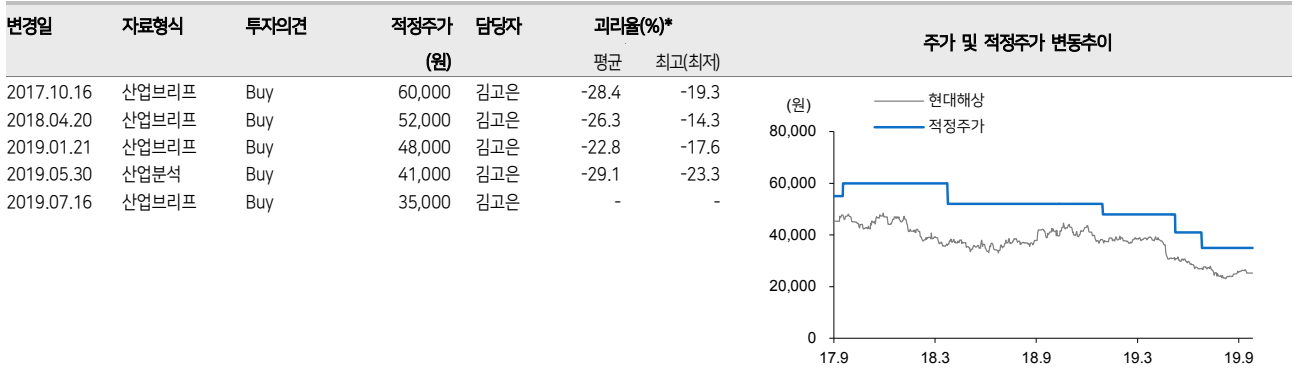 변경일 자료형식 투자의견 적정주가 담당자 괴리율(%)*
(원) 평균 최고(최저)
2017.10.16 산업브리프 Buy 60,000 김고은 -28.4 -19.3
2018.04.20 산업브리프 Buy 52,000 김고은 -26.3 -14.3
2019.01.21 산업브리프 Buy 48,000 김고은 -22.8 -17.6
2019.05.30 산업분석 Buy 41,000 김고은 -29.1 -23.3
2019.07.16 산업브리프 Buy 35,000 김고은 - -
주가 및 적정주가 변동추이
(원)
현대해상
적정주가
80,000
60,000
40,000
20,000
0
17.9 18.3 18.9 19.3 19.9